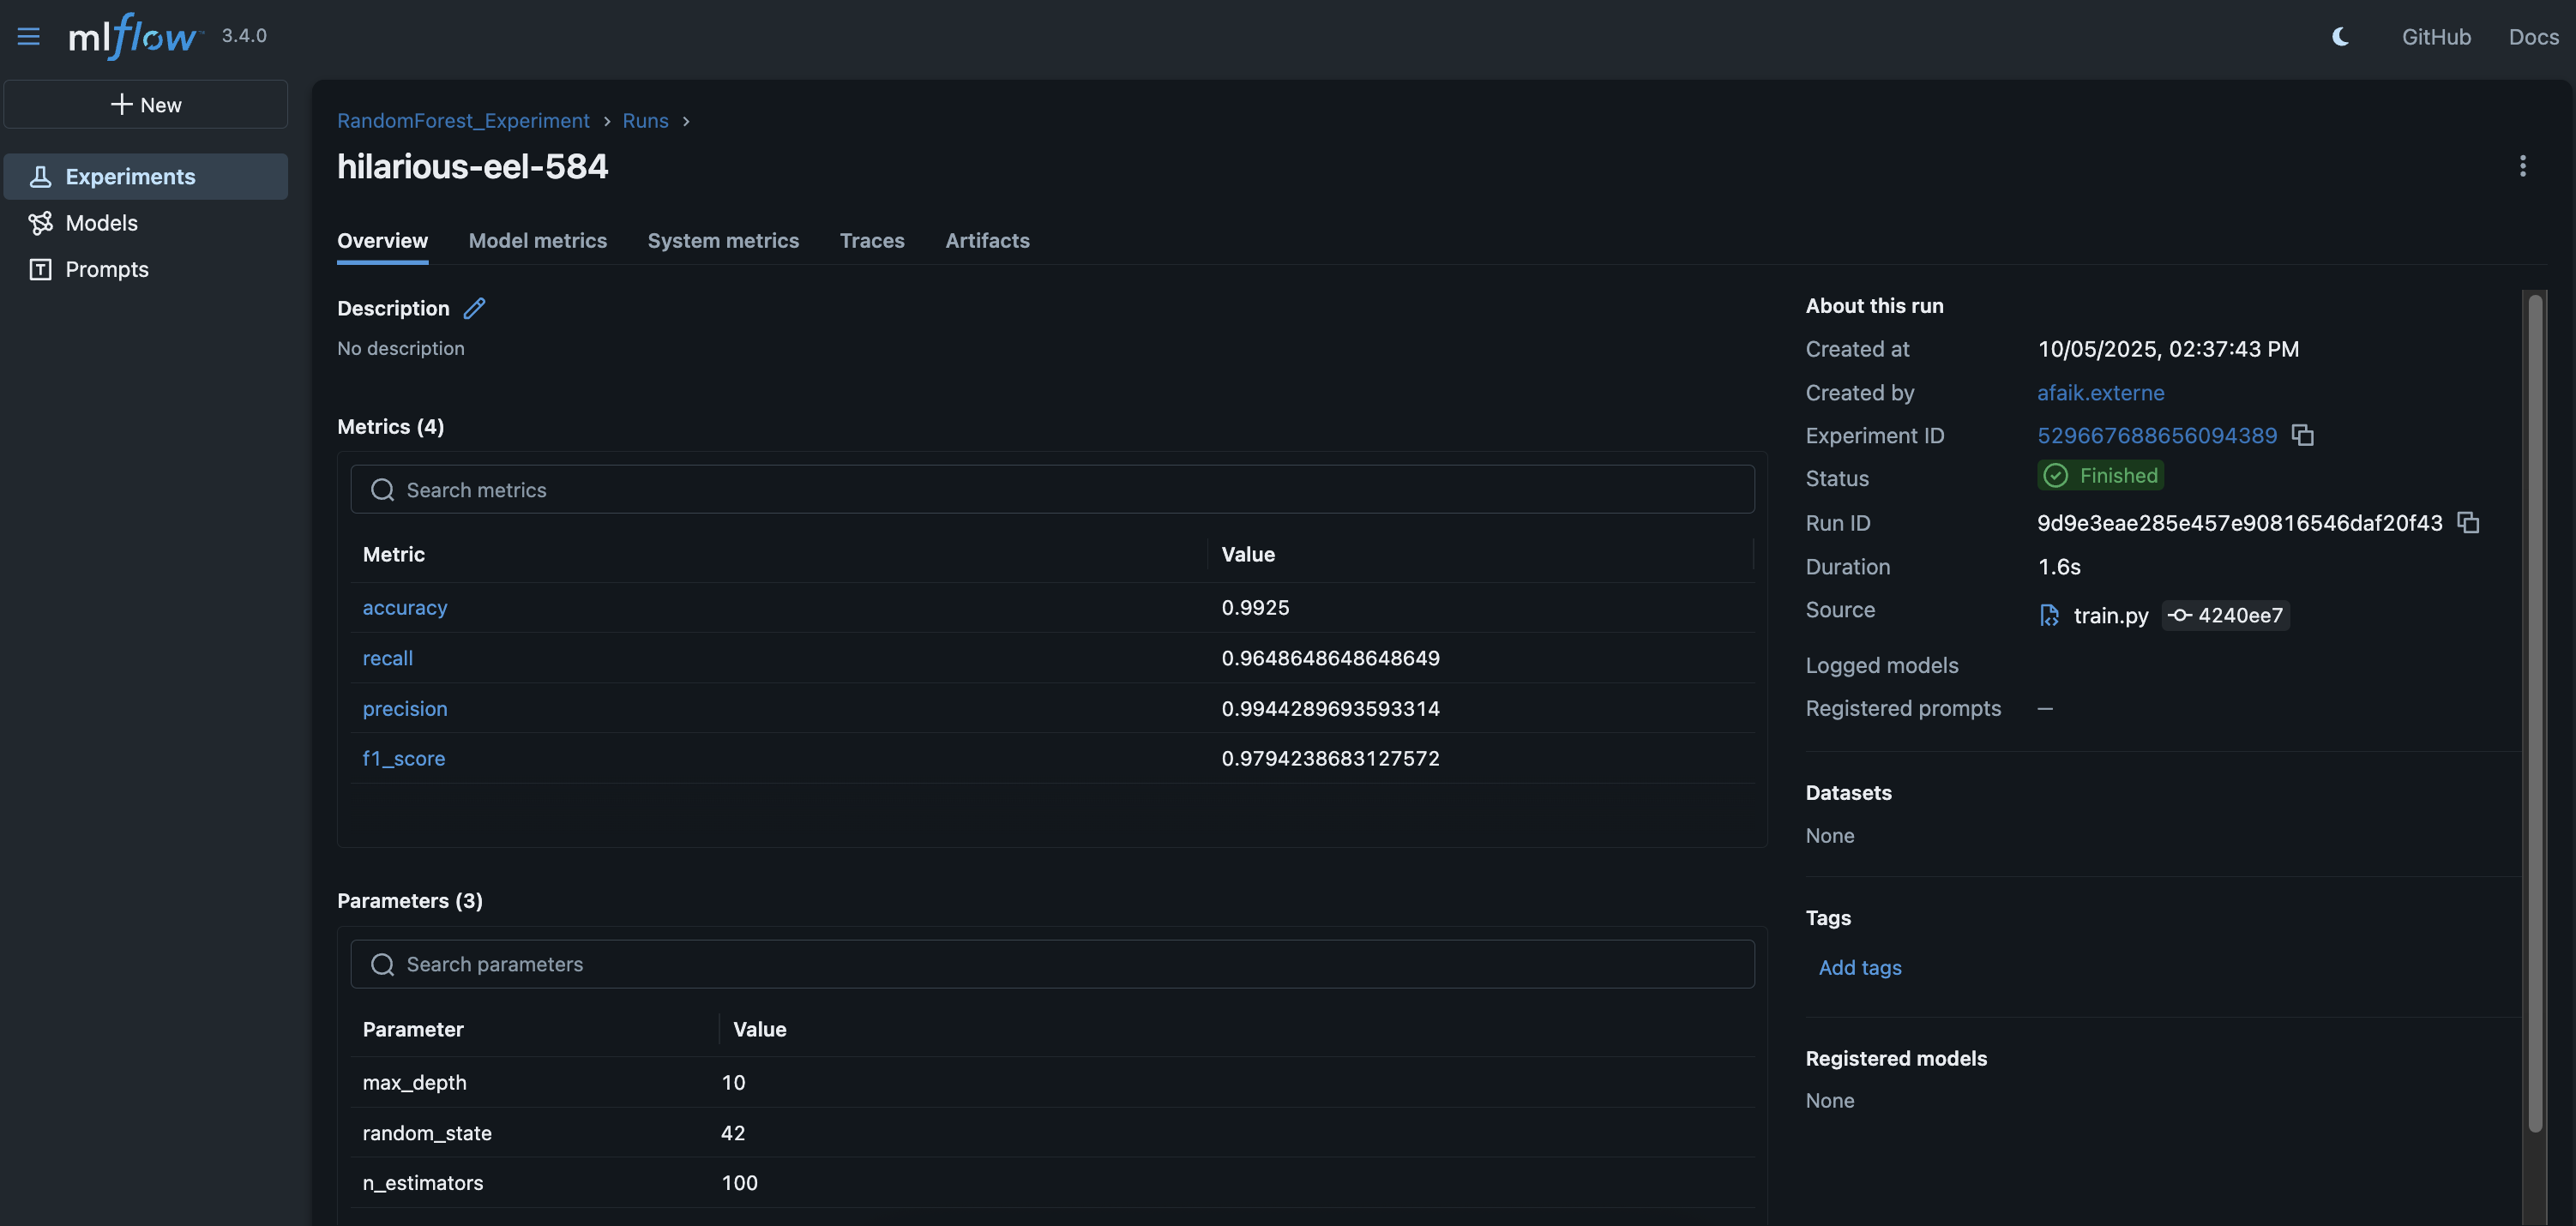 mlflow™ 3.4.0
GitHub Docs
New
Experiments
Models
Prompts
RandomForest_Experiment > Runs >
hilarious-eel-584
Overview Model metrics System metrics Traces Artifacts
Description
No description
Metrics (4)
Search metrics
Metric Value
accuracy 0.9925
recall 0.9648648648648649
precision 0.9944289693593314
f1_score 0.9794238683127572
Parameters (3)
Search parameters
Parameter Value
max_depth 10
random_state 42
n_estimators 100
About this run
Created at 10/05/2025, 02:37:43 PM
Created by afaik.externe
Experiment ID 529667688656094389
Status Finished
Run ID 9d9e3eae285e457e90816546daf20f43
Duration 1.6s
Source train.py 4240ee7
Logged models
Registered prompts —
Datasets
None
Tags
Add tags
Registered models
None